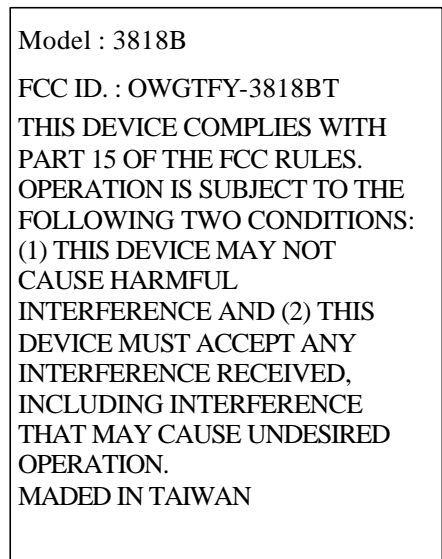 Model : 3818B
FCC ID. : OWGTFY-3818BT
THIS DEVICE COMPLIES WITH
PART 15 OF THE FCC RULES.
OPERATION IS SUBJECT TO THE
FOLLOWING TWO CONDITIONS:
(1) THIS DEVICE MAY NOT
CAUSE HARMFUL
INTERFERENCE AND (2) THIS
DEVICE MUST ACCEPT ANY
INTERFERENCE RECEIVED,
INCLUDING INTERFERENCE
THAT MAY CAUSE UNDESIRED
OPERATION.
MADED IN TAIWAN